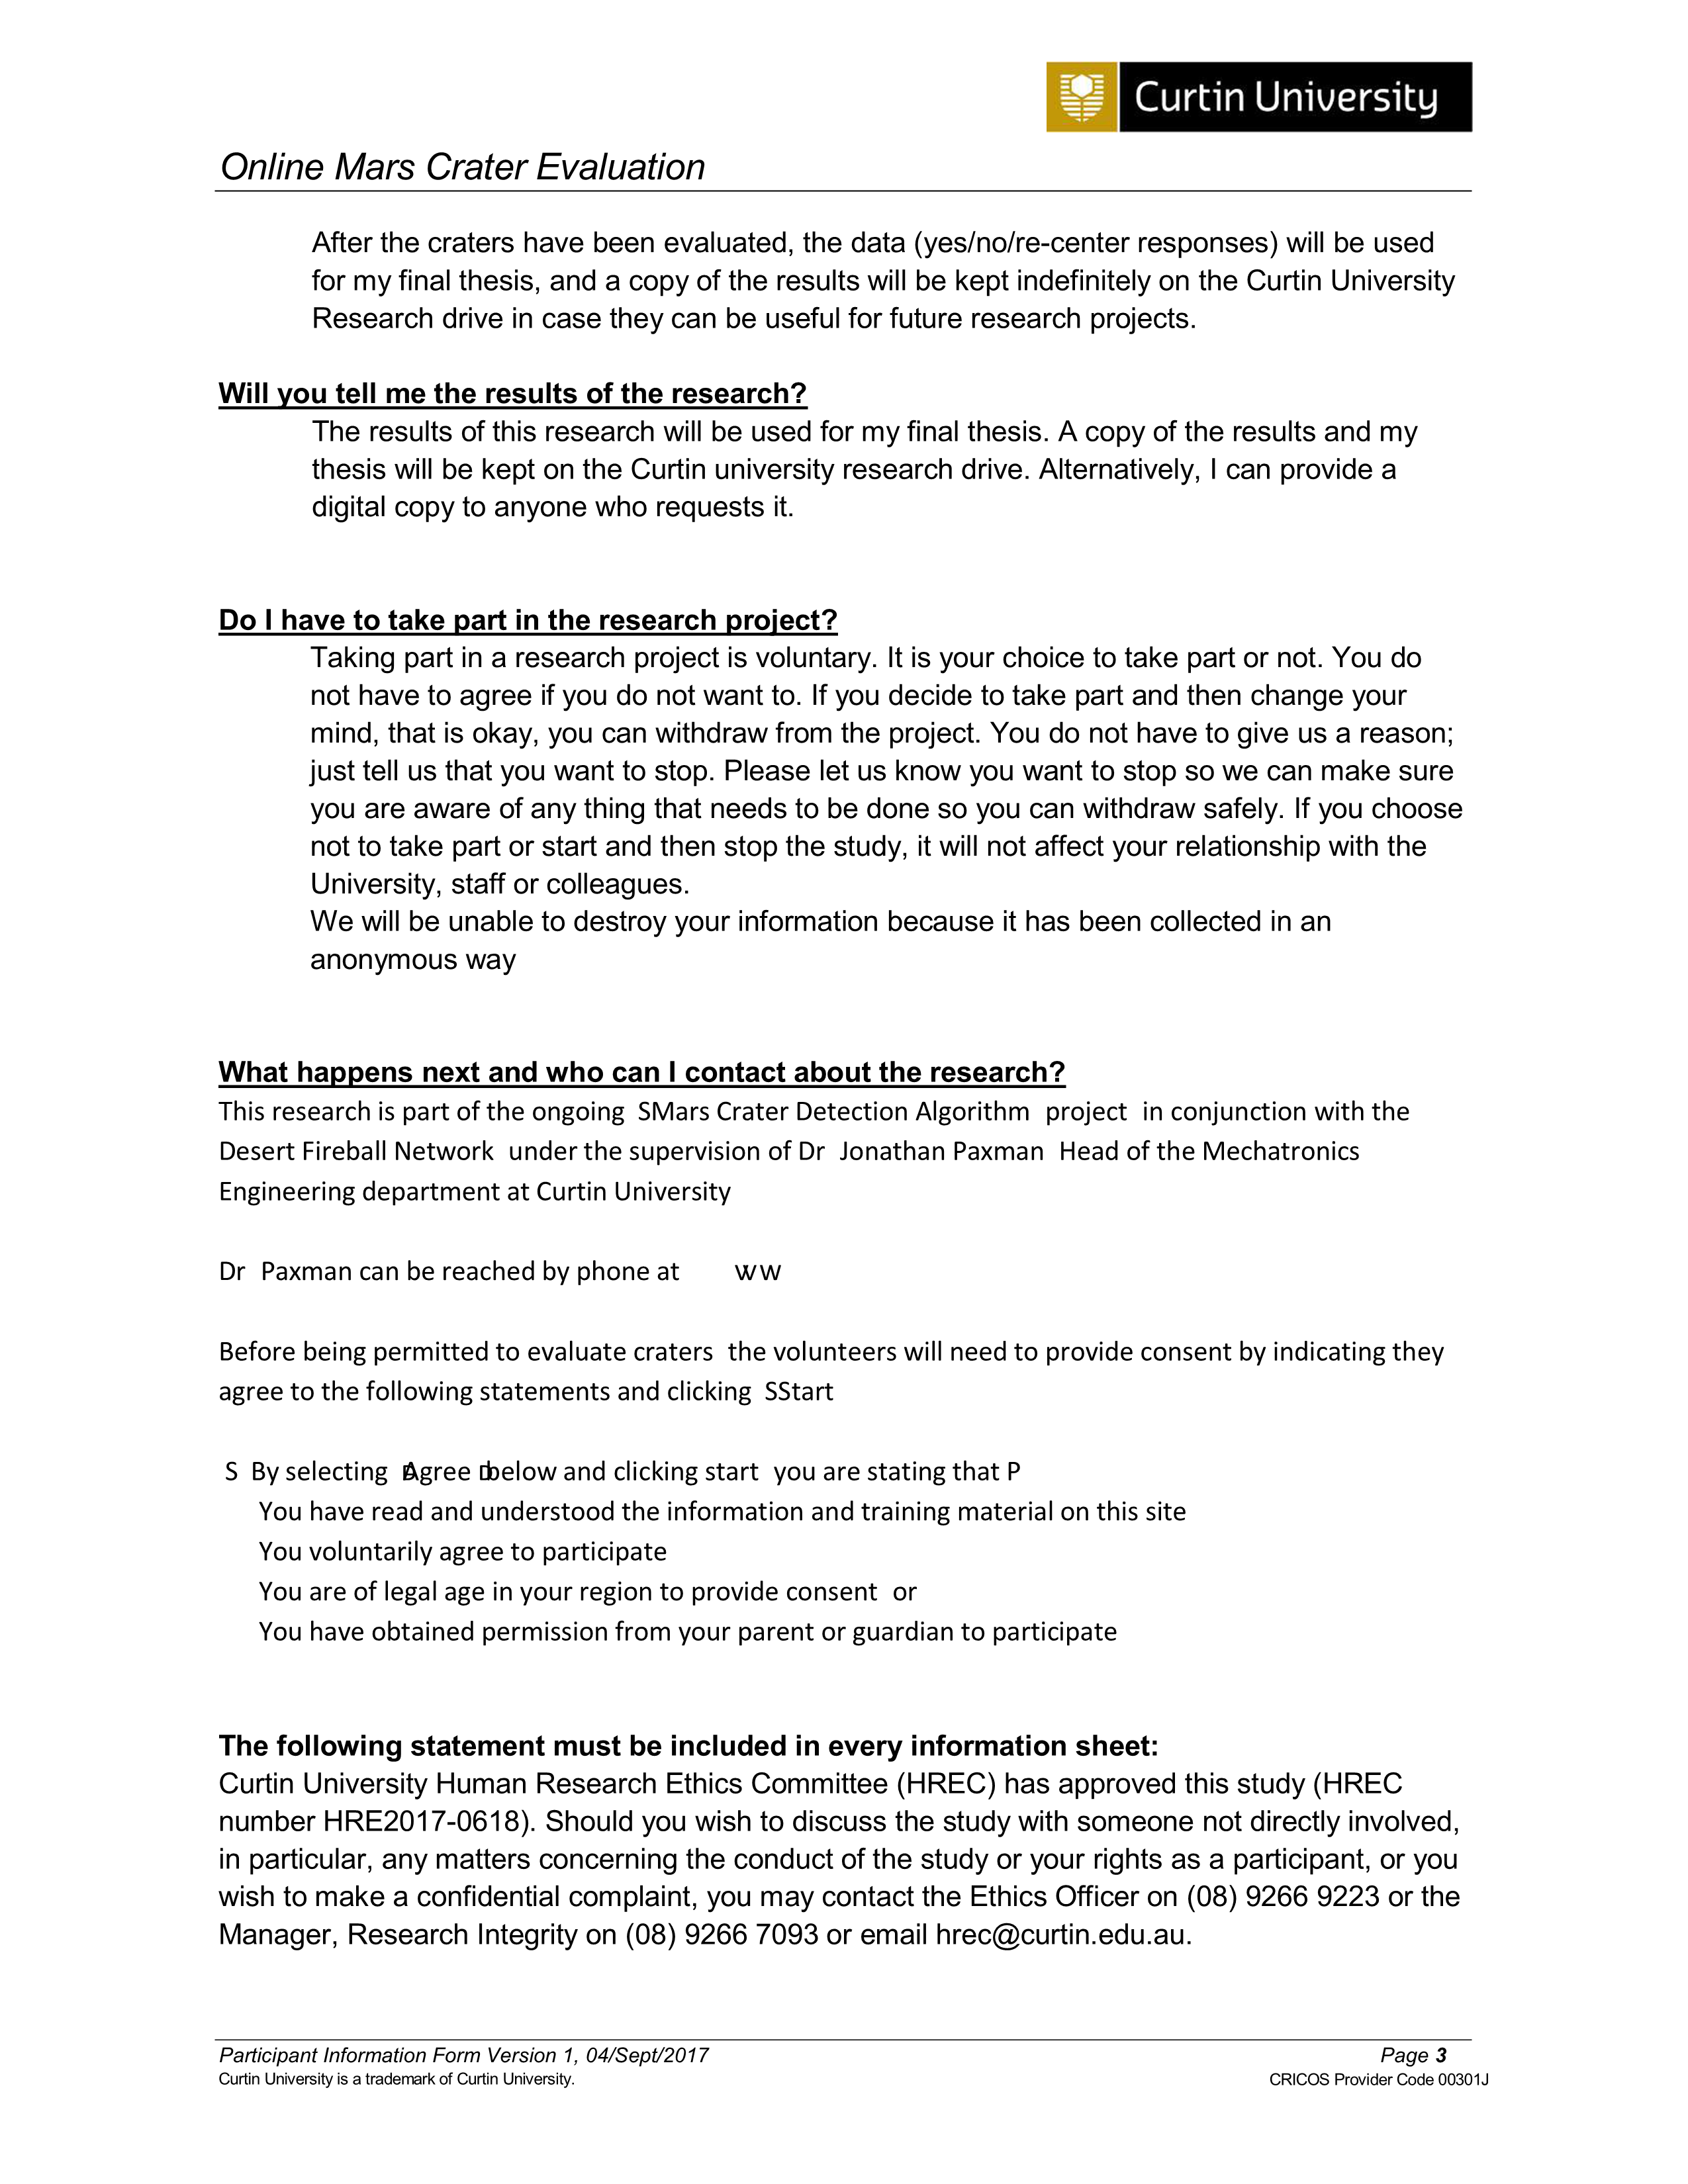 Curtin University
Online Mars Crater Evaluation
After the craters have been evaluated, the data (yes/no/re-center responses) will be used
for my final thesis, and a copy of the results will be kept indefinitely on the Curtin University
Research drive in case they can be useful for future research projects.
Will you tell me the results of the research?
The results of this research will be used for my final thesis. A copy of the results and my
thesis will be kept on the Curtin university research drive. Alternatively, I can provide a
digital copy to anyone who requests it.
Do I have to take part in the research project?
Taking part in a research project is voluntary. It is your choice to take part or not. You do
not have to agree if you do not want to. If you decide to take part and then change your
mind, that is okay, you can withdraw from the project. You do not have to give us a reason;
just tell us that you want to stop. Please let us know you want to stop so we can make sure
you are aware of any thing that needs to be done so you can withdraw safely. If you choose
not to take part or start and then stop the study, it will not affect your relationship with the
University, staff or colleagues.
We will be unable to destroy your information because it has been collected in an
anonymous way
What happens next and who can I contact about the research?
This research is part of the ongoing SMars Crater Detection Algorithm project in conjunction with the
Desert Fireball Network under the supervision of Dr Jonathan Paxman Head of the Mechatronics
Engineering department at Curtin University
Dr Paxman can be reached by phone at
Before being permitted to evaluate craters the volunteers will need to provide consent by indicating they
agree to the following statements and clicking SStart
S By selecting Agree below and clicking start you are stating that P
You have read and understood the information and training material on this site
You voluntarily agree to participate
You are of legal age in your region to provide consent or
You have obtained permission from your parent or guardian to participate
The following statement must be included in every information sheet:
Curtin University Human Research Ethics Committee (HREC) has approved this study (HREC
number HRE2017-0618). Should you wish to discuss the study with someone not directly involved,
in particular, any matters concerning the conduct of the study or your rights as a participant, or you
wish to make a confidential complaint, you may contact the Ethics Officer on (08) 9266 9223 or the
Manager, Research Integrity on (08) 9266 7093 or email hrec@curtin.edu.au.
Participant Information Form Version 1, 04/Sept/2017 Page 3
Curtin University is a trademark of Curtin University. CRICOS Provider Code 00301J